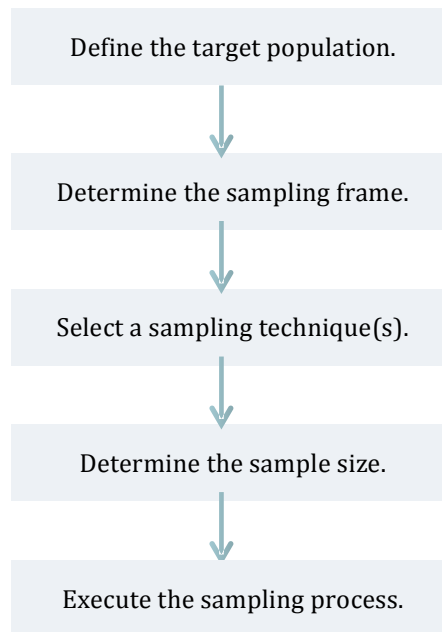 Define the target population.
Determine the sampling frame.
Select a sampling technique(s).
Determine the sample size.
Execute the sampling process.